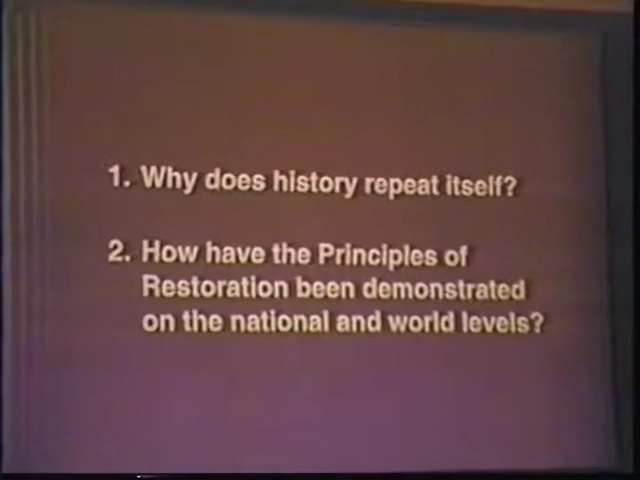 1. Why does history repeat itself?
2. How have the Principles of
Restoration been demonstrated
on the national and world levels?